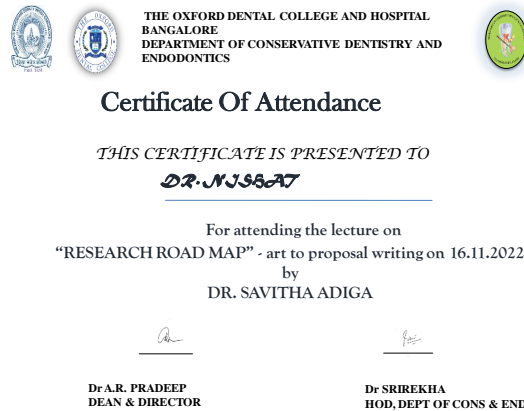 THE OXFORD DENTAL COLLEGE AND HOSPITAL
BANGALORE
DEPARTMENT OF CONSERVATIVE DENTISTRY AND
ENDODONTICS
Certificate Of Attendance
THIS CERTIFICATE IS PRESENTED TO
DR. NISBAT
For attending the lecture on
“RESEARCH ROAD MAP” - art to proposal writing on 16.11.2022
by
DR. SAVITHA ADIGA
Dr A.R. PRADEEP
DEAN & DIRECTOR
Dr SRIREKHA
HOD, DEPT OF CONS & END